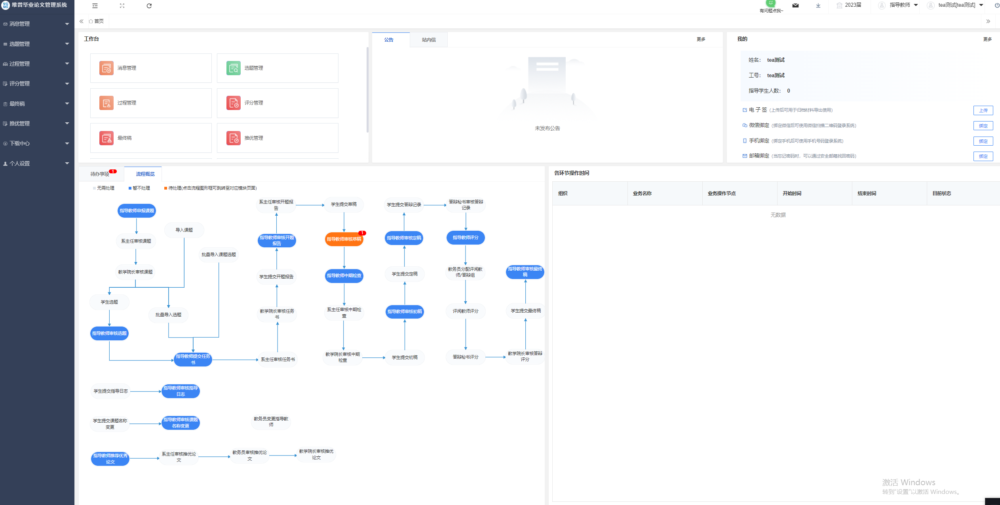 维普毕业论文管理系统
有问题点我~
2023届
指导教师
tea测试[tea测试]
消息管理
选题管理
过程管理
评分管理
最终稿
推优管理
下载中心
个人设置
首页
工作台
消息管理
选题管理
过程管理
评分管理
最终稿
推优管理
公告
站内信
更多
未发布公告
我的
更多
姓名： tea测试
工号： tea测试
指导学生人数： 0
电 子 签 (上传后可用于归档材料导出使用)
上传
微信绑定 (绑定微信后可使用微信扫描二维码登录系统)
绑定
手机绑定 (绑定手机后可使用手机号码登录系统)
绑定
邮箱绑定 (当忘记密码时，可以通过安全邮箱找回密码)
绑定
待办事项 1
流程概览
无需处理
暂不处理
待处理(点击流程图形框可跳转至对应模块页面)
指导教师申报课题
系主任审核课题
教学院长审核课题
导入课题
批量导入课题选题
学生选题
批量导入选题
指导教师审核选题
指导教师提交任务
书
系主任审核任务书
教学院长审核任务
书
学生提交开题报告
指导教师审核开题
报告
系主任审核开题报
告
学生提交草稿
指导教师审核草稿
1
指导教师中期检查
系主任审核中期检
查
教学院长审核中期
检查
学生提交初稿
指导教师审核初稿
学生提交定稿
指导教师审核定稿
学生提交答辩记录
答辩秘书审核答辩
记录
指导教师评分
教务员分配评阅教
师/答辩组
评阅教师评分
答辩秘书评分
教学院长审核答辩
评分
学生提交最终稿
指导教师审核最终
稿
学生提交指导日志
指导教师审核指导
日志
学生提交课题名称
变更
指导教师审核课题
名称变更
教务员变更指导教
师
指导教师推荐优秀
论文
系主任审核推优论
文
教务员审核推优论
文
教学院长审核推优
论文
各环节操作时间
组织
业务名称
业务操作节点
开始时间
结束时间
目前状态
无数据
激活 Windows
转到“设置”以激活 Windows。